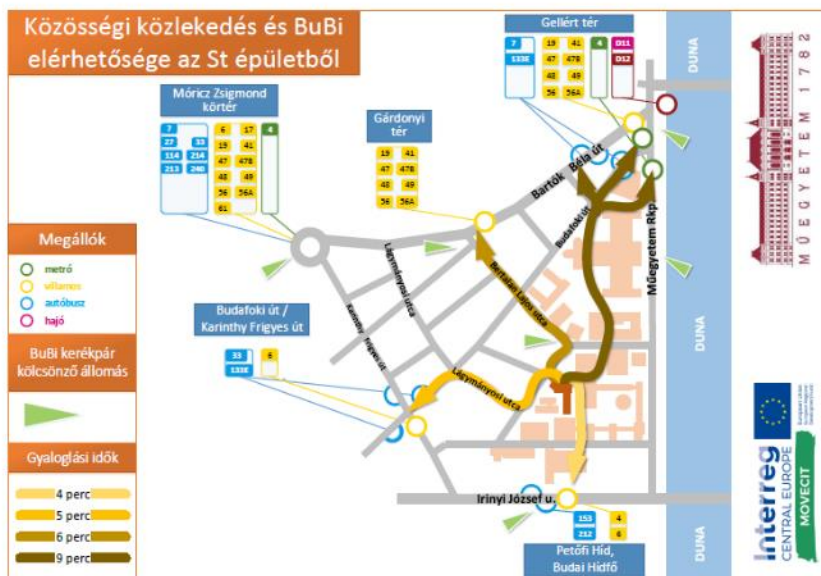 Közösségi közlekedés és BuBi
elérhetősége az St épületből
Gellért tér
7
133E
19 41
47 47B
48 49
56 56A
4
D11
D12
DUNA
Móricz Zsigmond
körtér
7
27 33
114 214
213 240
6 17
19 41
47 47B
48 49
56 56A
61
4
Gárdonyi
tér
19 41
47 47B
48 49
56 56A
Bartók Béla út
Budafoki út
Műegyetem Rkp.
MŰEGYETEM 1782
Megállók
metró
villamos
autóbusz
hajó
Lágymányosi utca
Karinthy Frigyes út
Bertalan Lajos utca
DUNA
Budafoki út /
Karinthy Frigyes út
33
133E
6
Lágymányosi utca
BuBi kerékpár
kölcsönző állomás
Gyaloglási idők
4 perc
5 perc
6 perc
9 perc
Irinyi József u.
153
212
4
6
Petőfi Híd,
Budai Hídfő
DUNA
Interreg
CENTRAL EUROPE
MOVECIT